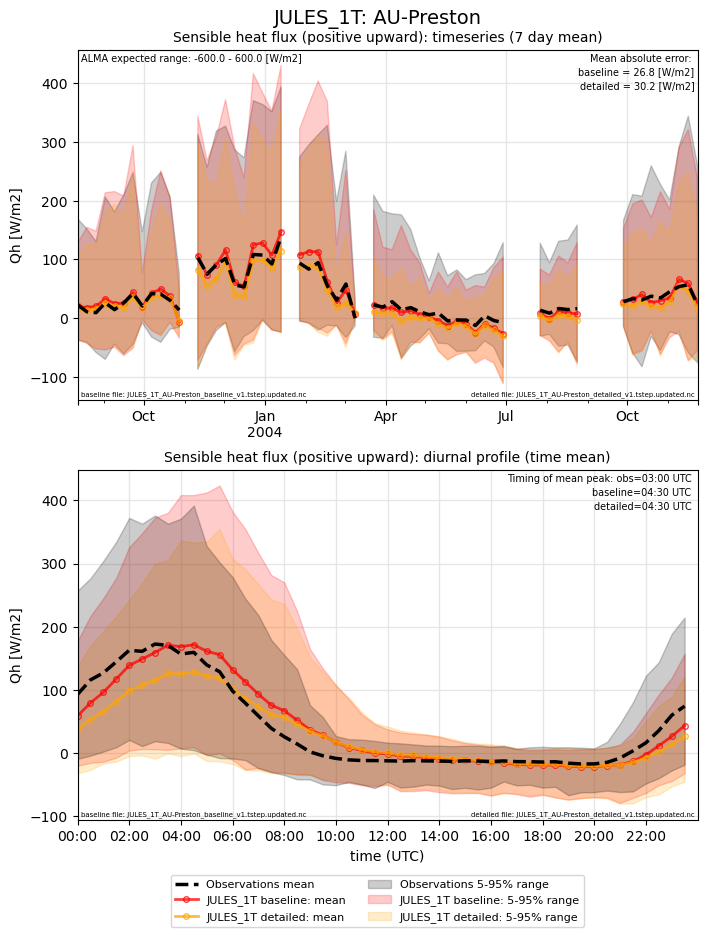 JULES_1T: AU-Preston
Sensible heat flux (positive upward): timeseries (7 day mean)
ALMA expected range: -600.0 - 600.0 [W/m2]
Mean absolute error:
baseline = 26.8 [W/m2]
detailed = 30.2 [W/m2]
400
300
200
100
0
−100
Qh [W/m2]
baseline file: JULES_1T_AU-Preston_baseline_v1.tstep.updated.nc
detailed file: JULES_1T_AU-Preston_detailed_v1.tstep.updated.nc
Oct
Jan
2004
Apr
Jul
Oct
Sensible heat flux (positive upward): diurnal profile (time mean)
Timing of mean peak: obs=03:00 UTC
baseline=04:30 UTC
detailed=04:30 UTC
400
300
200
100
0
−100
Qh [W/m2]
baseline file: JULES_1T_AU-Preston_baseline_v1.tstep.updated.nc
detailed file: JULES_1T_AU-Preston_detailed_v1.tstep.updated.nc
00:00 02:00 04:00 06:00 08:00 10:00 12:00 14:00 16:00 18:00 20:00 22:00
time (UTC)
Observations mean
JULES_1T baseline: mean
JULES_1T detailed: mean
Observations 5-95% range
JULES_1T baseline: 5-95% range
JULES_1T detailed: 5-95% range